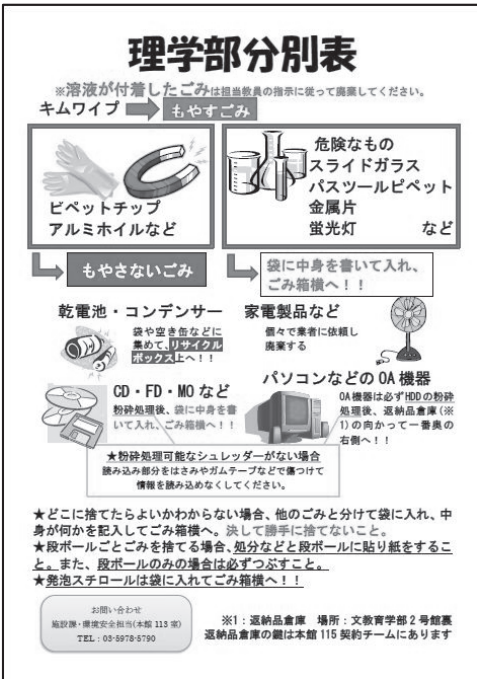 理学部分別表
※溶液が付着したごみは担当教員の指示に従って廃棄してください。
キムワイプ
もやすごみ
ピペットチップ
アルミホイルなど
危険なもの
スライドガラス
パスツールピペット
金属片
蛍光灯 など
もやさないごみ
袋に中身を書いて入れ、
ごみ箱横へ!!
乾電池・コンデンサー
袋や空き缶などに
集めて、リサイクル
ボックス上へ!!
家電製品など
個々で業者に依頼し
廃棄する
CD・FD・MO など
粉砕処理後、袋に中身を書
いて入れ、ごみ箱横へ!!
パソコンなどの OA 機器
OA機器は必ずHDDの粉砕
処理後、返納品倉庫(※
1)の向かって一番奥の
右側へ!!
★粉砕処理可能なシュレッダーがない場合
読み込み部分をはさみやガムテープなどで傷つけて
情報を読み込めなくしてください。
★どこに捨てたらよいかわからない場合、他のごみと分けて袋に入れ、中
身が何かを記入してごみ箱横へ。決して勝手に捨てないこと。
★段ボールごとごみを捨てる場合、処分などと段ボールに貼り紙をするこ
と。また、段ボールのみの場合は必ずつぶすこと。
★発泡スチロールは袋に入れてごみ箱横へ!!
お問い合わせ
施設課・環境安全担当(本館 113 室)
TEL:03-5978-5790
※1:返納品倉庫 場所:文教育学部2号館裏
返納品倉庫の鍵は本館 115 契約チームにあります